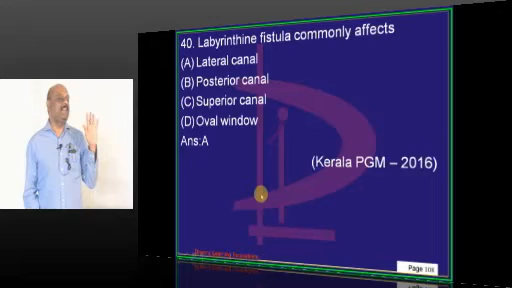 40. Labyrinthine fistula commonly affects
(A) Lateral canal
(B) Posterior canal
(C) Superior canal
(D) Oval window
Ans:A
(Kerala PGM – 2016)
Page 108